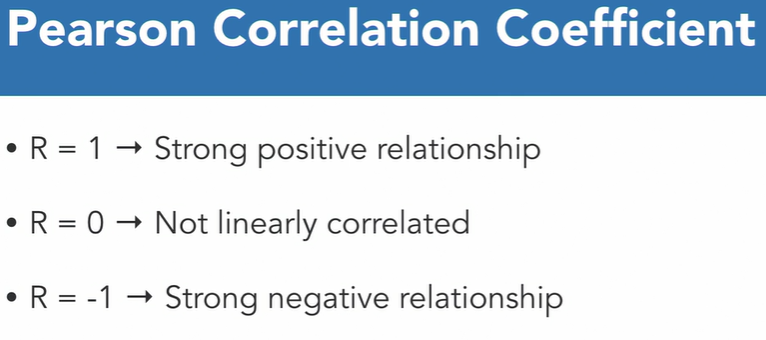 Pearson Correlation Coefficient
• R = 1 → Strong positive relationship
• R = 0 → Not linearly correlated
• R = -1 → Strong negative relationship